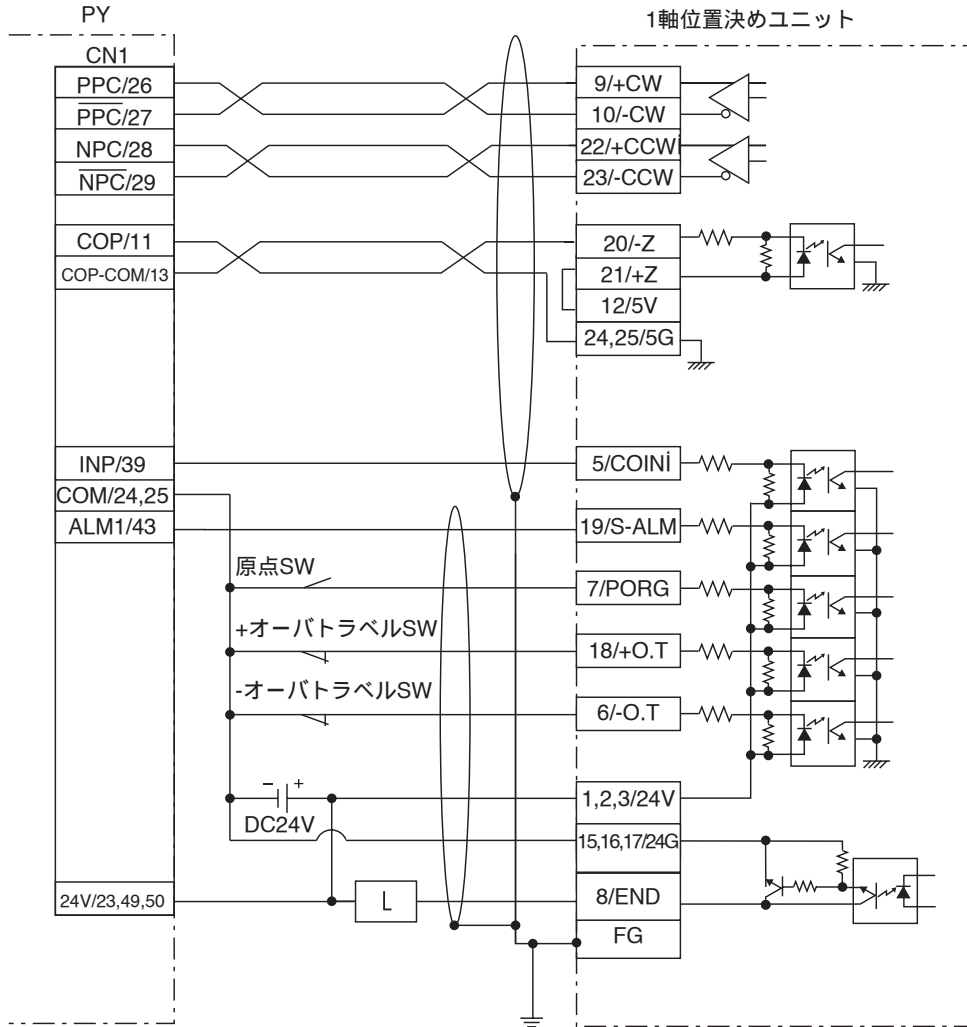 PY
1軸位置決めユニット
CN1
PPC/26
9/+CW
PPC/27
10/-CW
NPC/28
22/+CCW
NPC/29
23/-CCW
COP/11
20/-Z
COP-COM/13
21/+Z
12/5V
24,25/5G
INP/39
5/COIN
COM/24,25
ALM1/43
19/S-ALM
原点SW
7/PORG
+オーバトラベルSW
18/+O.T
-オーバトラベルSW
6/-O.T
- +
1,2,3/24V
DC24V
15,16,17/24G
24V/23,49,50
L
8/END
FG